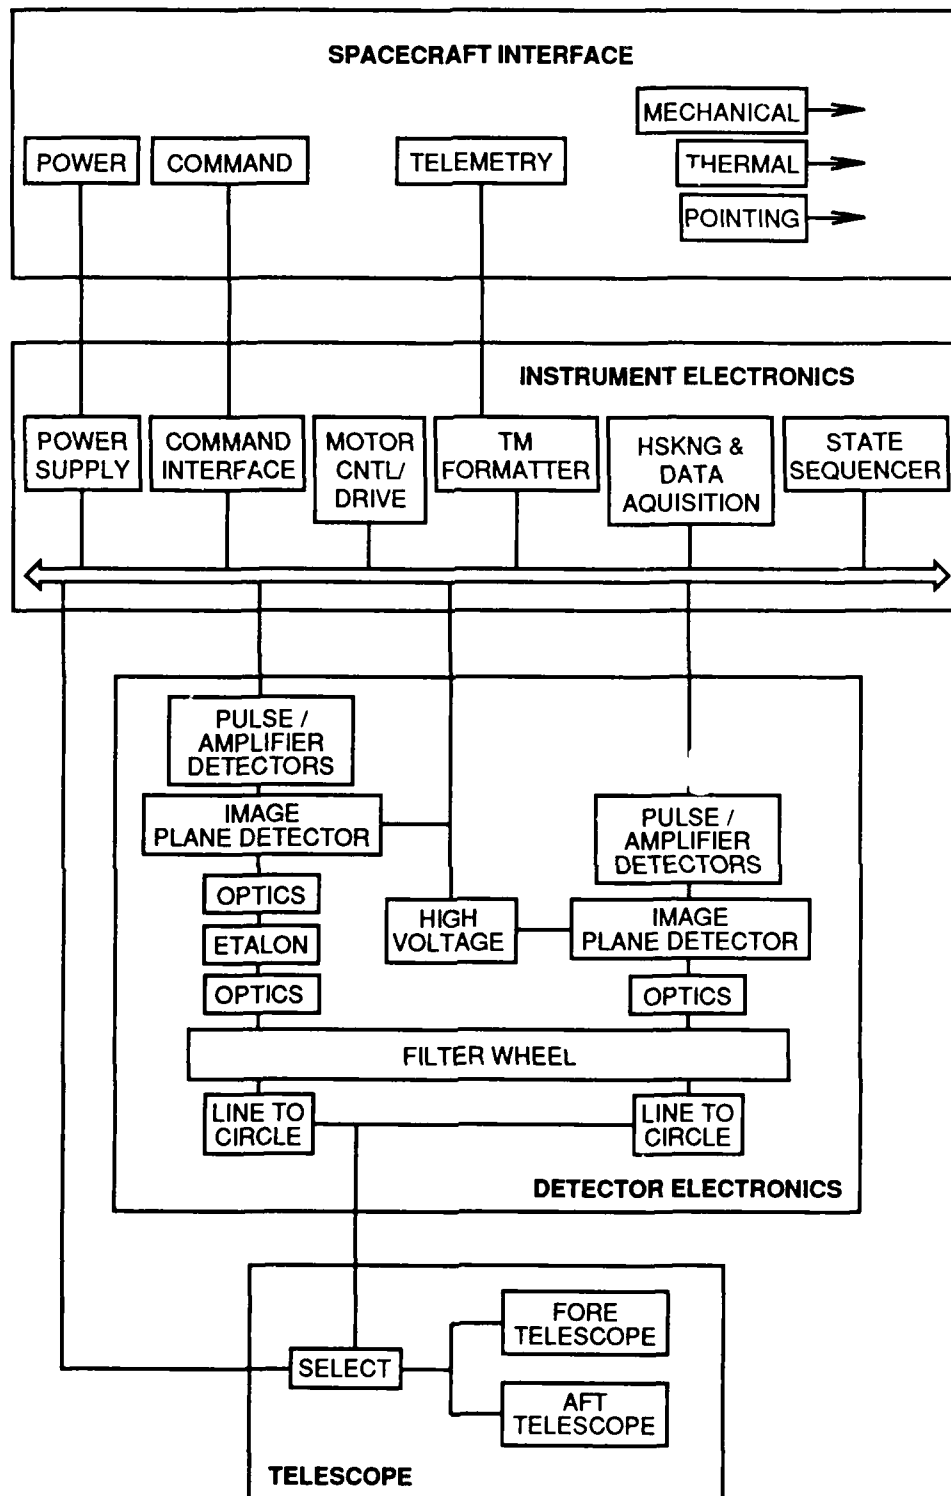 SPACECRAFT INTERFACE
MECHANICAL
POWER
COMMAND
TELEMETRY
THERMAL
POINTING
INSTRUMENT ELECTRONICS
POWER
SUPPLY
COMMAND
INTERFACE
MOTOR
CNTL/
DRIVE
TM
FORMATTER
HSKNG &
DATA
AQUISITION
STATE
SEQUENCER
PULSE /
AMPLIFIER
DETECTORS
IMAGE
PLANE DETECTOR
OPTICS
ETALON
OPTICS
HIGH
VOLTAGE
PULSE /
AMPLIFIER
DETECTORS
IMAGE
PLANE DETECTOR
OPTICS
FILTER WHEEL
LINE TO
CIRCLE
LINE TO
CIRCLE
DETECTOR ELECTRONICS
FORE
TELESCOPE
SELECT
AFT
TELESCOPE
TELESCOPE